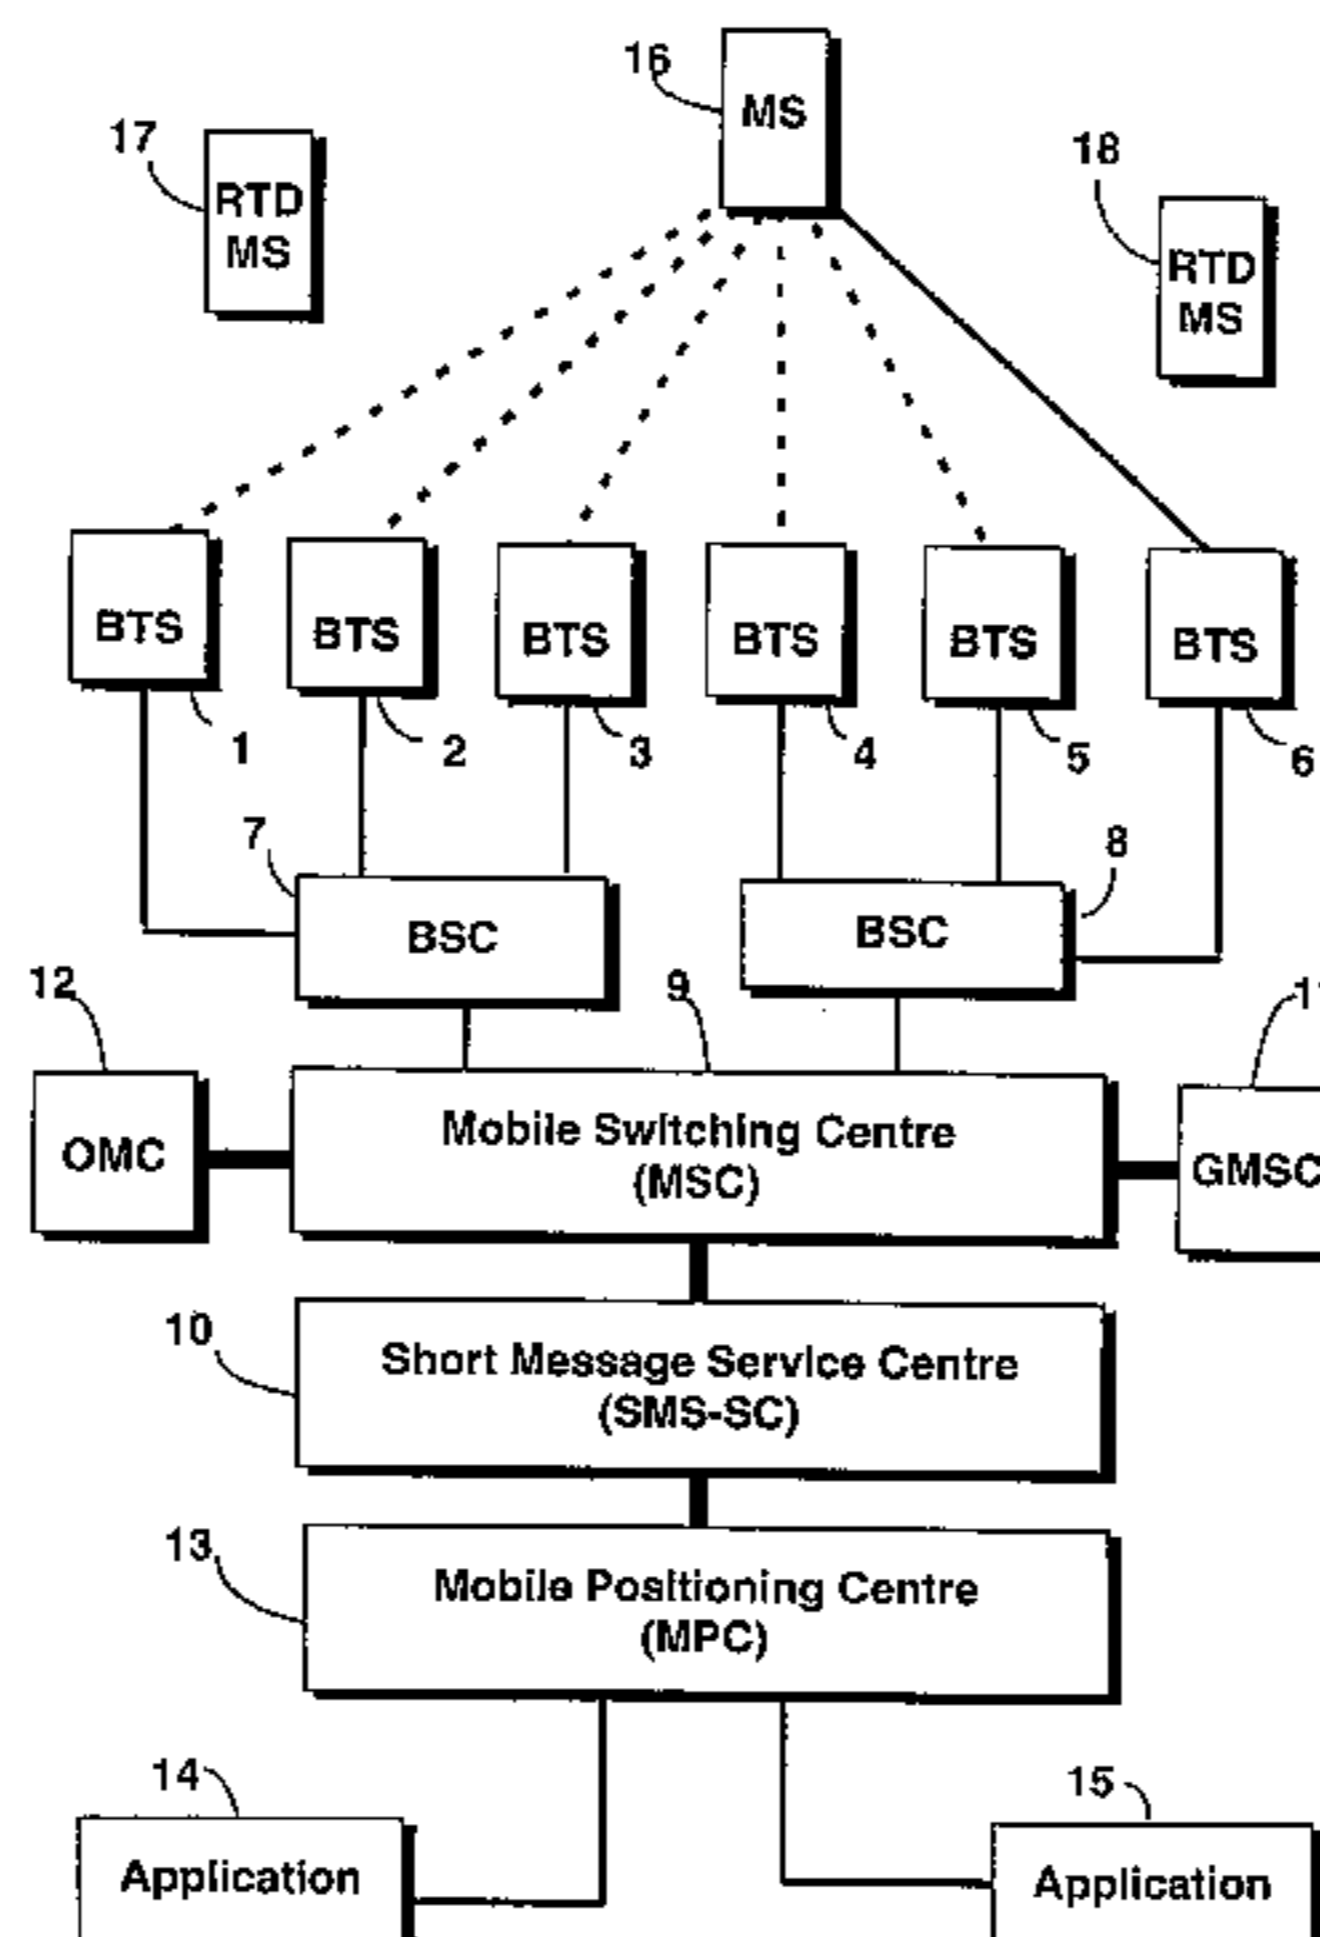 16
MS
17
RTD
MS
18
RTD
MS
BTS
BTS
BTS
BTS
BTS
BTS
1
2
3
4
5
6
7
BSC
8
BSC
12
9
OMC
Mobile Switching Centre
(MSC)
GMSC
10
Short Message Service Centre
(SMS-SC)
13
Mobile Positioning Centre
(MPC)
14
Application
15
Application